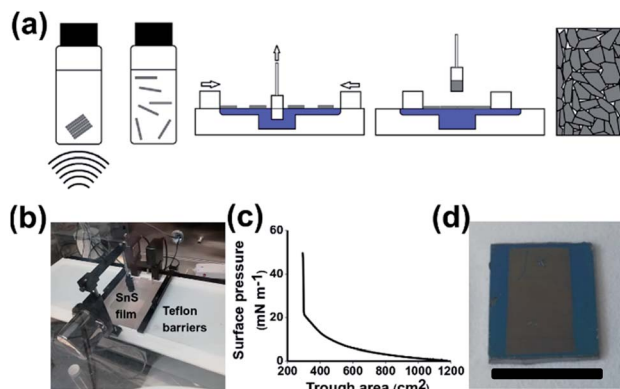 (a)
(b)
SnS
film
Teflon
barriers
(c)
Surface pressure
(mN m-1)
60
40
20
0
200 400 600 800 1000 1200
Trough area (cm2)
(d)